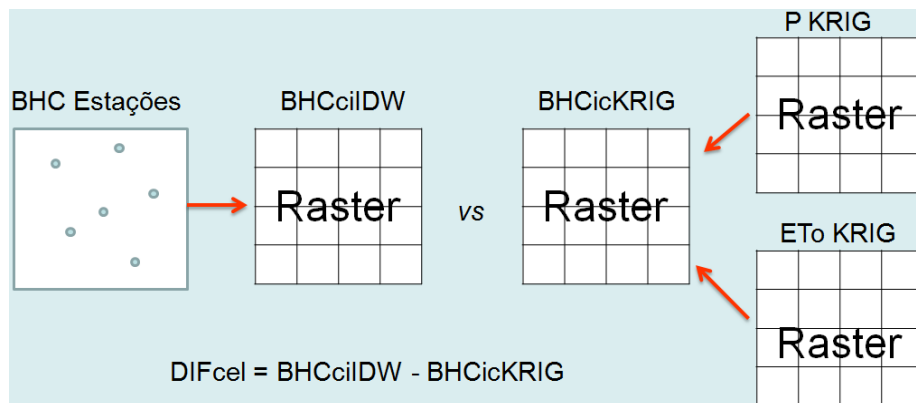 P KRIG
Raster
BHC Estações
BHCciIDW
BHCicKRIG
Raster
vs
Raster
ETo KRIG
Raster
DIFcel = BHCciIDW - BHCicKRIG